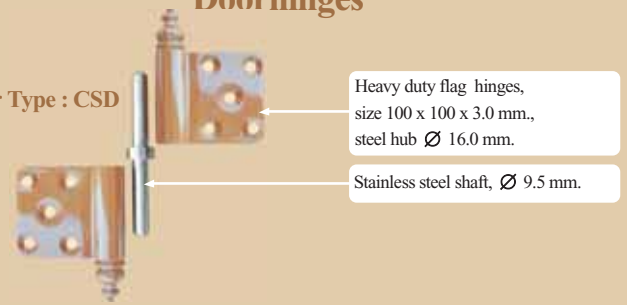 Door hinges
Type : CSD
Heavy duty flag hinges,
size 100 x 100 x 3.0 mm.,
steel hub Ø 16.0 mm.
Stainless steel shaft, Ø 9.5 mm.